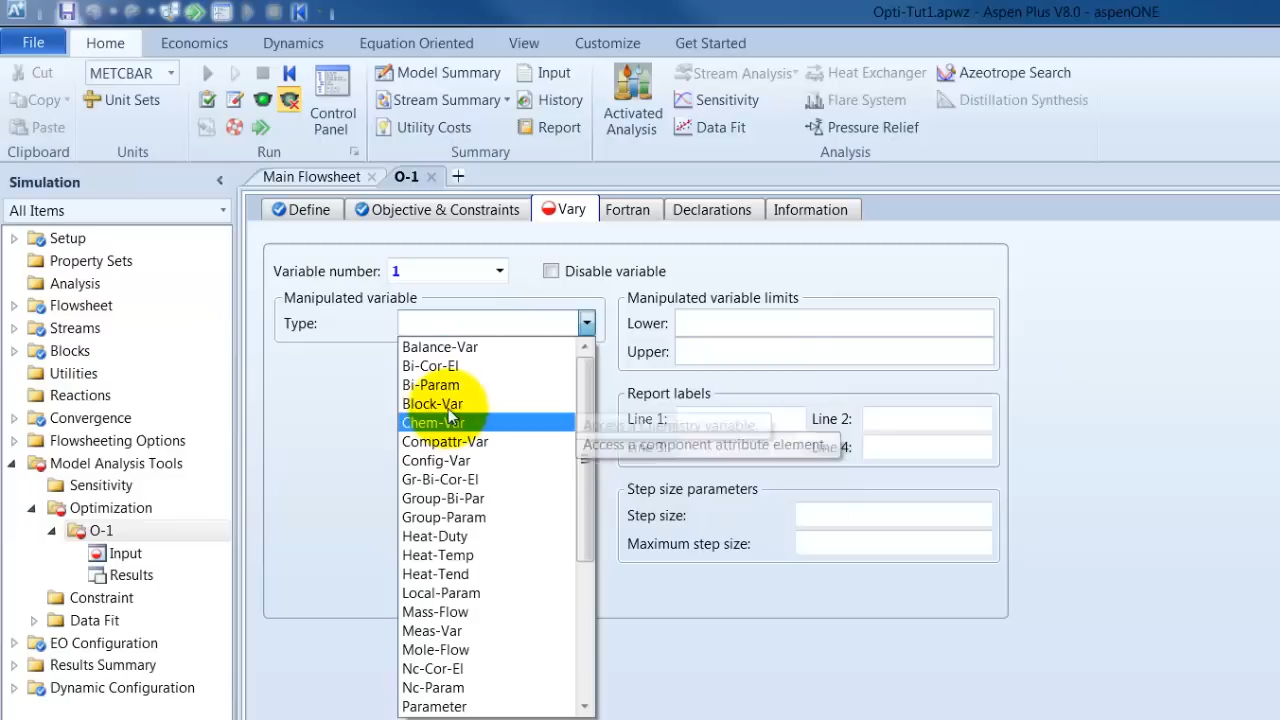 Opti-Tut1.apwz - Aspen Plus V8.0 - aspenONE
File Home Economics Dynamics Equation Oriented View Customize Get Started
Cut METCBAR Model Summary Input Stream Analysis Heat Exchanger Azeotrope Search
Copy Unit Sets Stream Summary History Sensitivity Flare System Distillation Synthesis
Paste Control Panel Utility Costs Report Activated Analysis Data Fit Pressure Relief
Clipboard Units Run Summary Analysis
Simulation
Main Flowsheet O-1
All Items
Define Objective & Constraints Vary Fortran Declarations Information
Setup
Property Sets
Analysis
Flowsheet
Streams
Blocks
Utilities
Reactions
Convergence
Flowsheeting Options
Model Analysis Tools
Sensitivity
Optimization
O-1
Input
Results
Constraint
Data Fit
EO Configuration
Results Summary
Dynamic Configuration
Variable number: 1 Disable variable
Manipulated variable
Type:
Balance-Var
Bi-Cor-El
Bi-Param
Block-Var
Chem-Var
Compattr-Var
Config-Var
Gr-Bi-Cor-El
Group-Bi-Par
Group-Param
Heat-Duty
Heat-Temp
Heat-Tend
Local-Param
Mass-Flow
Meas-Var
Mole-Flow
Nc-Cor-El
Nc-Param
Parameter
Manipulated variable limits
Lower:
Upper:
Report labels
Line 1: Line 2:
Access a Chemistry variable.
Line 3: Line 4:
Access a component attribute element.
Step size parameters
Step size:
Maximum step size: